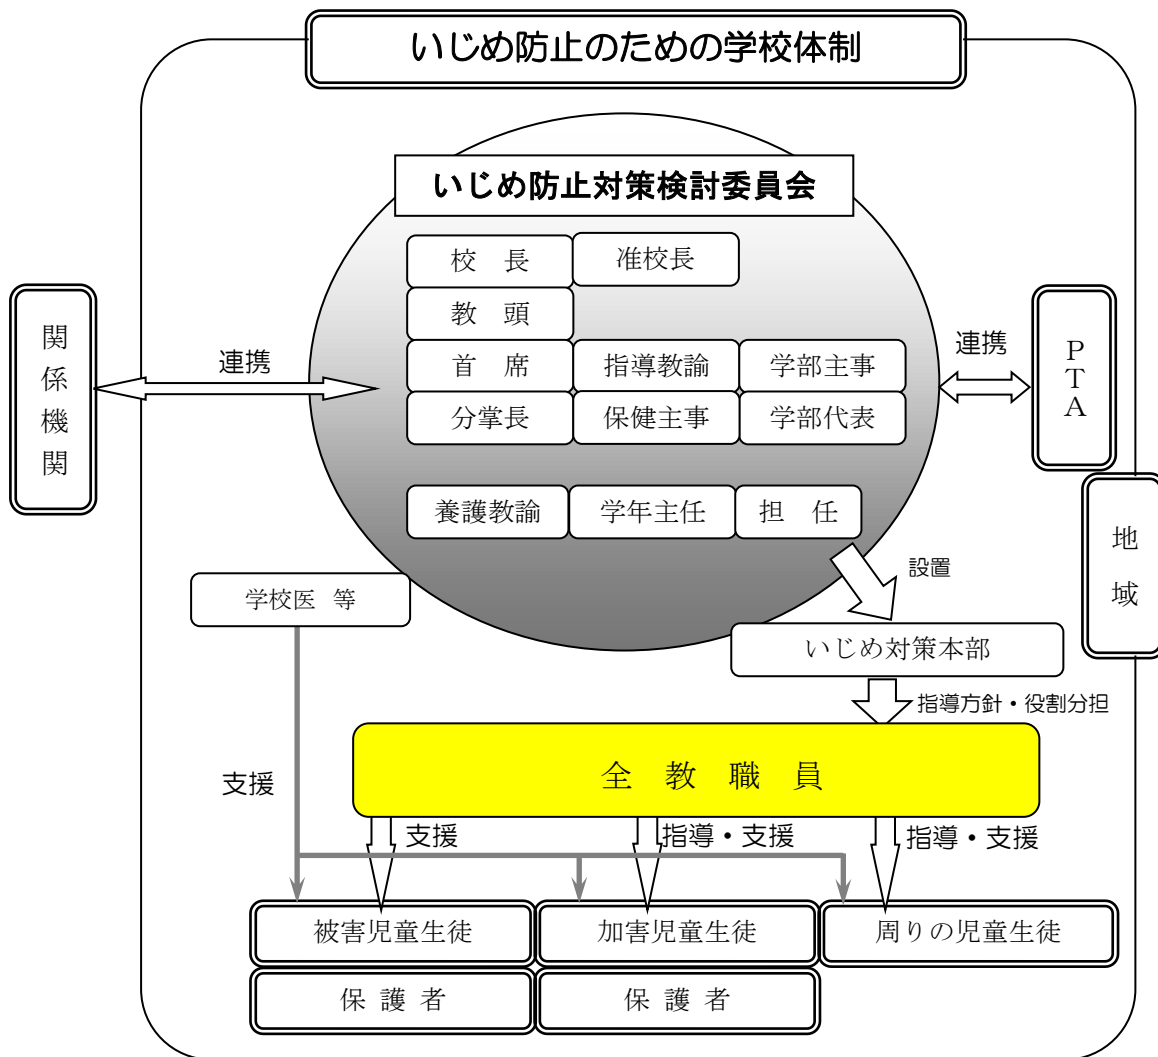 いじめ防止のための学校体制
いじめ防止対策検討委員会
校　長
准校長
教　頭
首　席
指導教諭
学部主事
分掌長
保健主事
学部代表
養護教諭
学年主任
担　任
関係機関
連携
連携
PTA
地域
設置
学校医 等
いじめ対策本部
指導方針・役割分担
全　教　職　員
支援
支援
指導・支援
指導・支援
被害児童生徒
加害児童生徒
周りの児童生徒
保 護 者
保 護 者